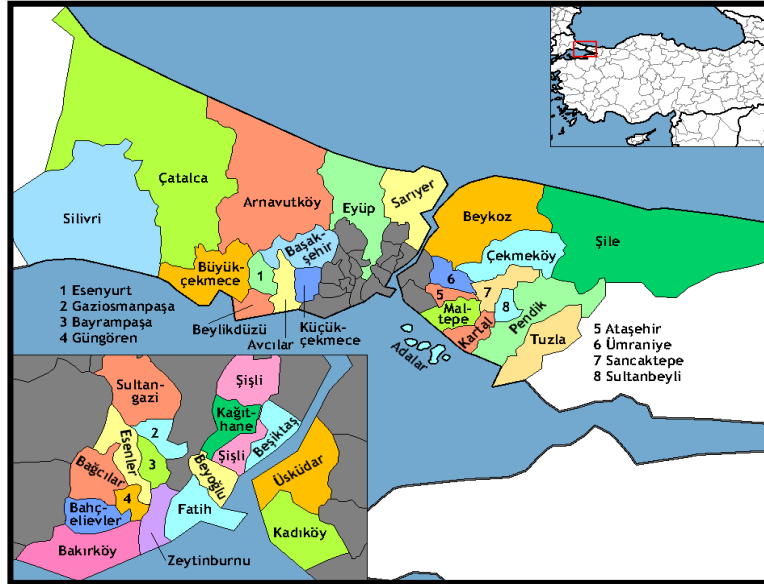 Çatalca
Silivri
Arnavutköy
Eyüp
Sarıyer
Büyük-
çekmece
1
Başak-
şehir
Beylikdüzü
Avcılar
Küçük-
çekmece
1 Esenyurt
2 Gaziosmanpaşa
3 Bayrampaşa
4 Güngören
Beykoz
Şile
Çekmeköy
6
5
7
8
Mal-
tepe
Kartal
Pendik
Tuzla
Adalar
5 Ataşehir
6 Ümraniye
7 Sancaktepe
8 Sultanbeyli
Sultan-
gazi
Şişli
Kağıt-
hane
Beşiktaş
Şişli
Esenler
2
3
Bağcılar
4
Bahç-
elievler
Bakırköy
Zeytinburnu
Fatih
Beyoğlu
Üsküdar
Kadıköy